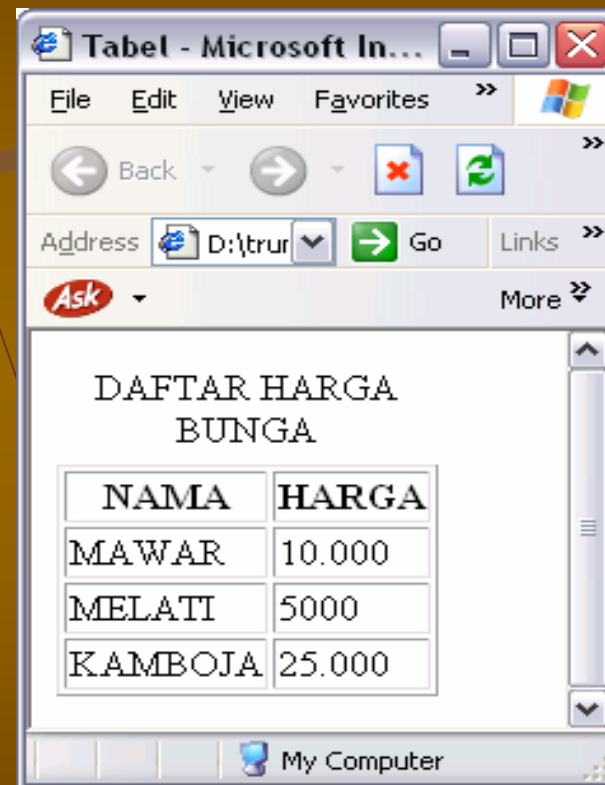 Tabel - Microsoft In...
File Edit View Favorites »
Back »
Address D:\trur Go Links »
Ask More »
DAFTAR HARGA
BUNGA
NAMA HARGA
MAWAR 10.000
MELATI 5000
KAMBOJA 25.000
My Computer